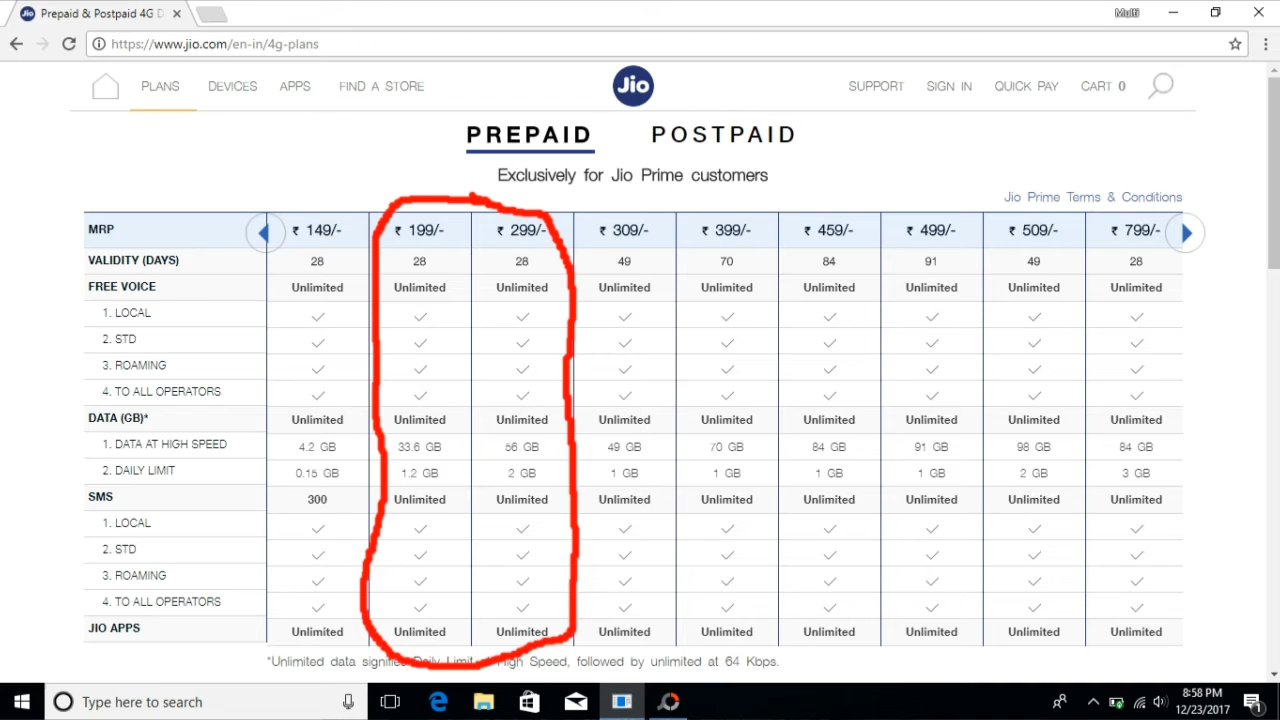 Jio Prepaid & Postpaid 4G D
Multi
https://www.jio.com/en-in/4g-plans
PLANS DEVICES APPS FIND A STORE Jio SUPPORT SIGN IN QUICK PAY CART 0
PREPAID POSTPAID
Exclusively for Jio Prime customers
Jio Prime Terms & Conditions
MRP ₹ 149/- ₹ 199/- ₹ 299/- ₹ 309/- ₹ 399/- ₹ 459/- ₹ 499/- ₹ 509/- ₹ 799/-
VALIDITY (DAYS) 28 28 28 49 70 84 91 49 28
FREE VOICE Unlimited Unlimited Unlimited Unlimited Unlimited Unlimited Unlimited Unlimited Unlimited
1. LOCAL
2. STD
3. ROAMING
4. TO ALL OPERATORS
DATA (GB)* Unlimited Unlimited Unlimited Unlimited Unlimited Unlimited Unlimited Unlimited Unlimited
1. DATA AT HIGH SPEED 4.2 GB 33.6 GB 56 GB 49 GB 70 GB 84 GB 91 GB 98 GB 84 GB
2. DAILY LIMIT 0.15 GB 1.2 GB 2 GB 1 GB 1 GB 1 GB 1 GB 2 GB 3 GB
SMS 300 Unlimited Unlimited Unlimited Unlimited Unlimited Unlimited Unlimited Unlimited
1. LOCAL
2. STD
3. ROAMING
4. TO ALL OPERATORS
JIO APPS Unlimited Unlimited Unlimited Unlimited Unlimited Unlimited Unlimited Unlimited Unlimited
*Unlimited data signifies Daily Limit at High Speed, followed by unlimited at 64 Kbps.
Type here to search
8:58 PM
12/23/2017
1